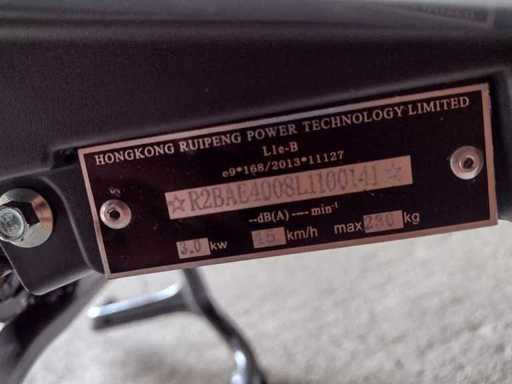 HONGKONG RUIPENG POWER TECHNOLOGY LIMITED
L1e-B
e9*168/2013*11127
☆R2BAE4008L1100141☆
--dB(A) ---- min⁻¹
3.0 kw 45 km/h max 230 kg